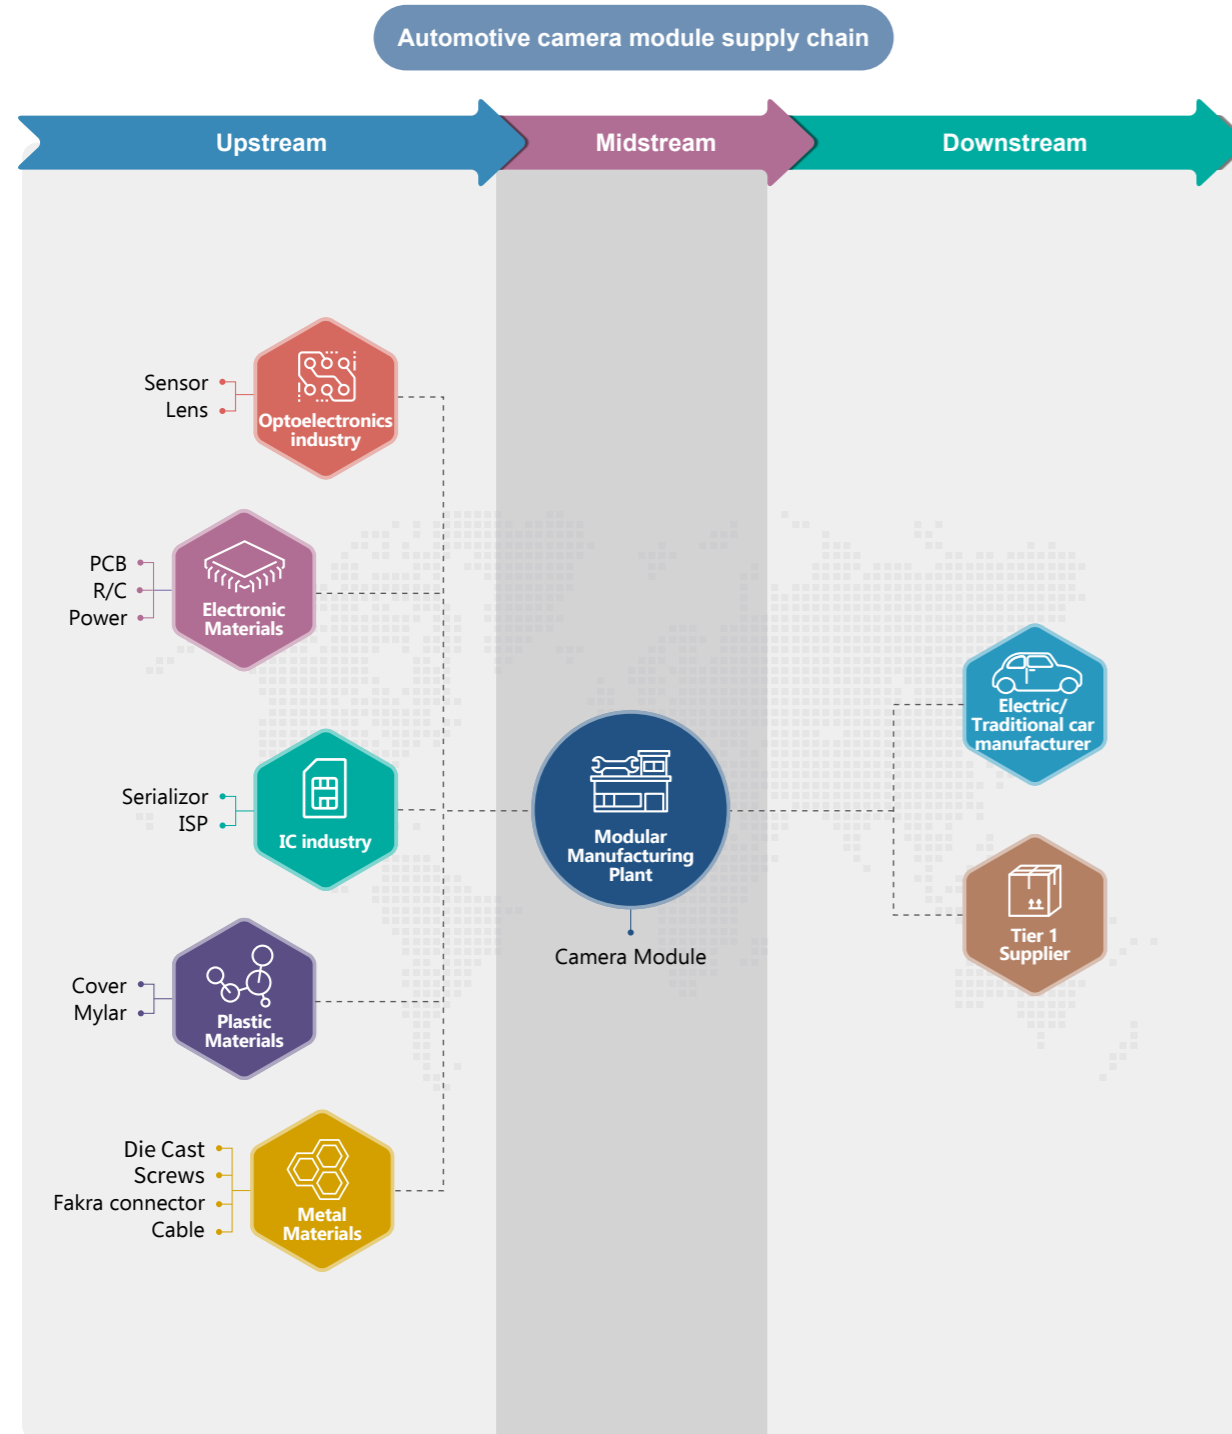 Automotive camera module supply chain
Upstream
Midstream
Downstream
Sensor
Lens
Optoelectronics
industry
PCB
R/C
Power
Electronic
Materials
Serializor
ISP
IC industry
Cover
Mylar
Plastic
Materials
Die Cast
Screws
Fakra connector
Cable
Metal
Materials
Modular
Manufacturing
Plant
Camera Module
Electric/
Traditional car
manufacturer
Tier 1
Supplier